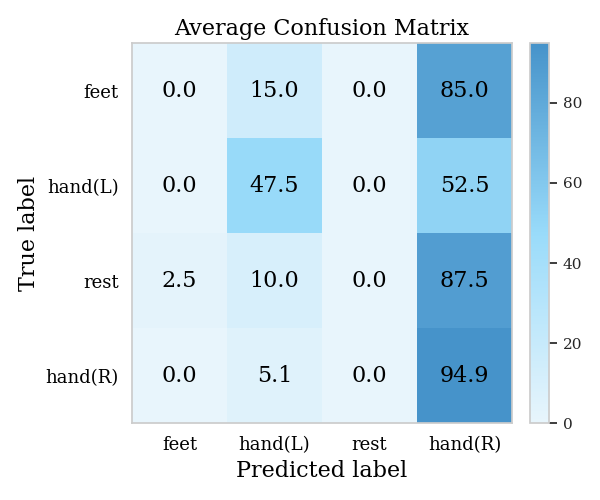 Average Confusion Matrix
True label
feet 0.0 15.0 0.0 85.0
hand(L) 0.0 47.5 0.0 52.5
rest 2.5 10.0 0.0 87.5
hand(R) 0.0 5.1 0.0 94.9
feet hand(L) rest hand(R)
Predicted label
80
60
40
20
0